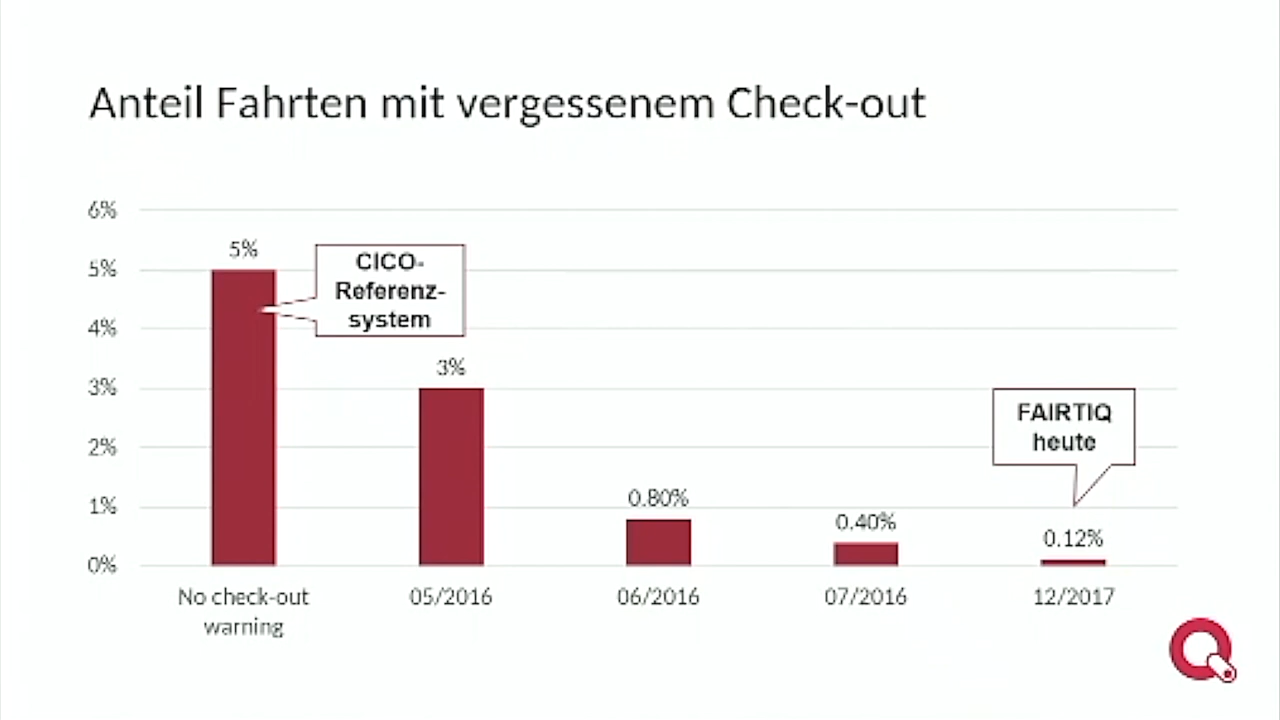 Anteil Fahrten mit vergessenem Check-out
6%
5%
4%
3%
2%
1%
0%
5%
3%
0.80%
0.40%
0.12%
CICO-
Referenz-
system
FAIRTIQ
heute
No check-out
warning
05/2016
06/2016
07/2016
12/2017